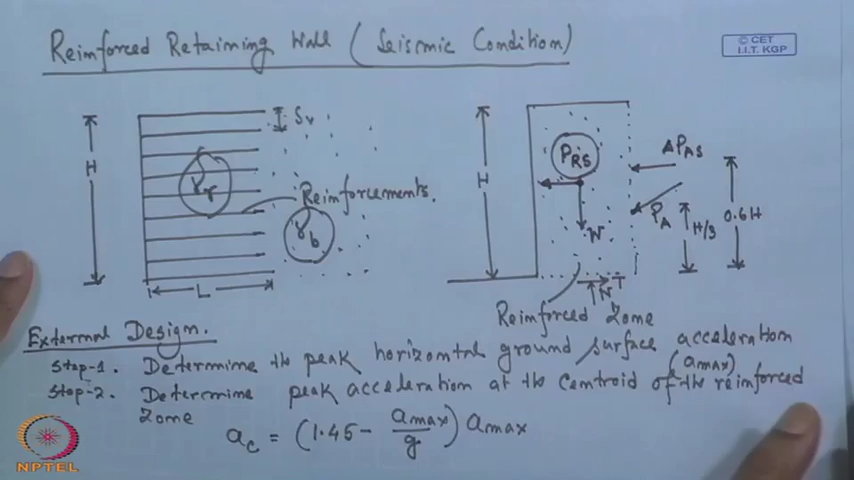 Reinforced Retaining Wall (Seismic Condition)
© CET
I.I.T. KGP
H
Sv
γr
Reinforcements.
γb
L
H
PRS
ΔPAS
PA
H/3
0.6H
W
T
N
Reinforced Zone
External Design.
Step-1. Determine the peak horizontal ground surface acceleration (amax)
Step-2. Determine peak acceleration at the centroid of the reinforced
Zone
ac = (1.45 - amax/g) amax
NPTEL